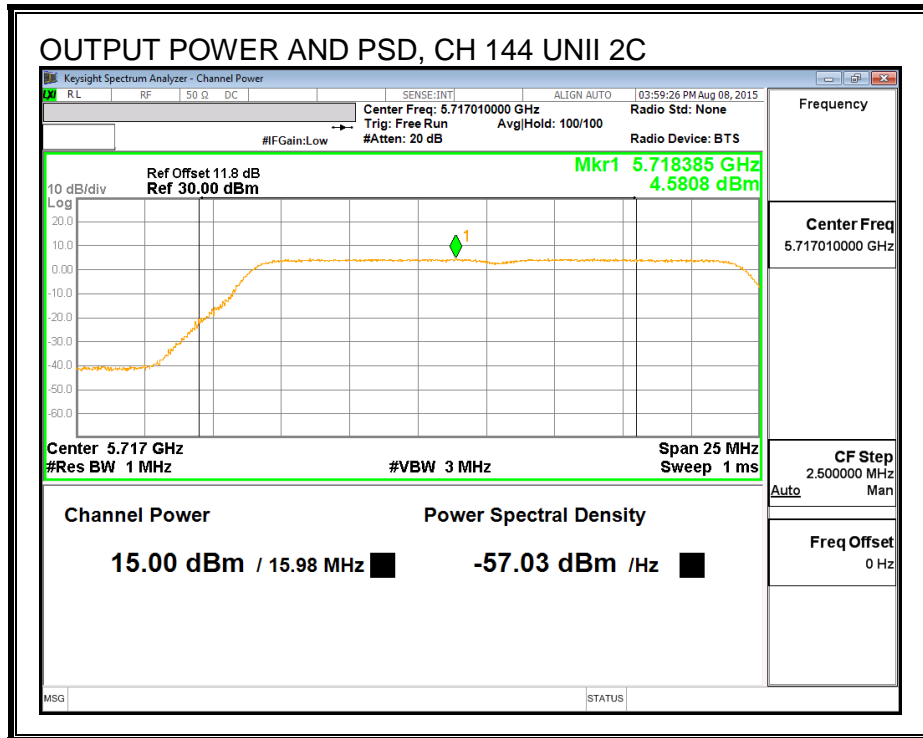 OUTPUT POWER AND PSD, CH 144 UNII 2C
Keysight Spectrum Analyzer - Channel Power
LXI RL RF 50 Ω DC SENSE:INT ALIGN AUTO 03:59:26 PM Aug 08, 2015
Center Freq: 5.717010000 GHz Radio Std: None
Trig: Free Run Avg|Hold: 100/100
#IFGain:Low #Atten: 20 dB Radio Device: BTS
Frequency
Mkr1 5.718385 GHz
4.5808 dBm
Ref Offset 11.8 dB
10 dB/div Ref 30.00 dBm
Log
20.0
10.0
0.00
-10.0
-20.0
-30.0
-40.0
-50.0
-60.0
1
Center 5.717 GHz Span 25 MHz
#Res BW 1 MHz #VBW 3 MHz Sweep 1 ms
Center Freq
5.717010000 GHz
CF Step
2.500000 MHz
Auto Man
Freq Offset
0 Hz
Channel Power Power Spectral Density
15.00 dBm / 15.98 MHz -57.03 dBm /Hz
MSG STATUS